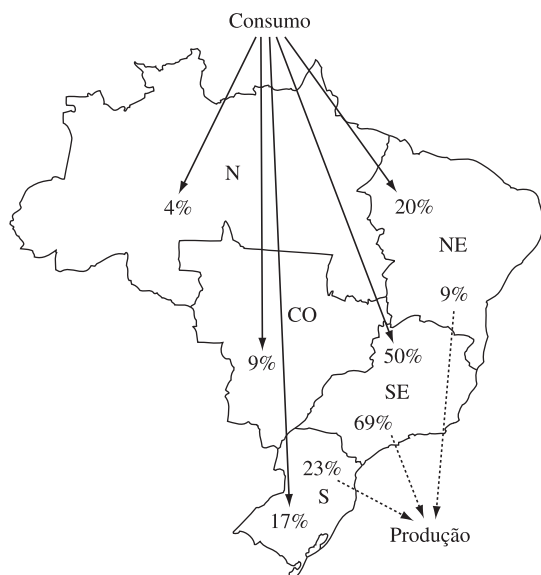 Consumo
N
4%
20%
NE
9%
CO
9%
50%
SE
69%
23%
S
17%
Produção